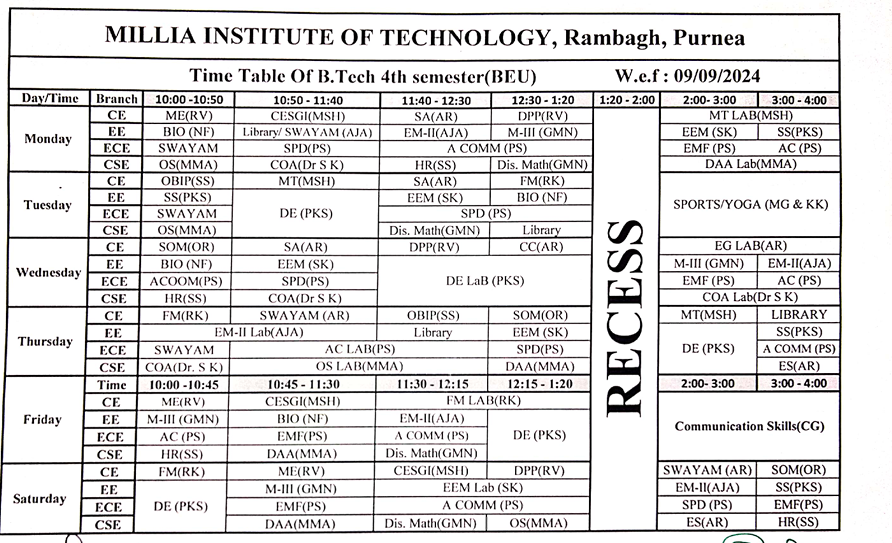 MILLIA INSTITUTE OF TECHNOLOGY, Rambagh, Purnea
Time Table Of B.Tech 4th semester(BEU) W.e.f : 09/09/2024
Day/Time Branch 10:00 -10:50 10:50 - 11:40 11:40 - 12:30 12:30 - 1:20 1:20 - 2:00 2:00- 3:00 3:00 - 4:00
Monday
CE ME(RV) CESGI(MSH) SA(AR) DPP(RV) MT LAB(MSH)
EE BIO (NF) Library/ SWAYAM (AJA) EM-II(AJA) M-III (GMN) EEM (SK) SS(PKS)
ECE SWAYAM SPD(PS) A COMM (PS) EMF(PS) AC (PS)
CSE OS(MMA) COA(Dr S K) HR(SS) Dis. Math(GMN) DAA Lab(MMA)
RECESS
Tuesday
CE OBIP(SS) MT(MSH) SA(AR) FM(RK) SPORTS/YOGA (MG & KK)
EE SS(PKS) DE (PKS) EEM (SK) BIO (NF)
ECE SWAYAM SPD (PS)
CSE OS(MMA) Dis. Math(GMN) Library
Wednesday
CE SOM(OR) SA(AR) DPP(RV) CC(AR) EG LAB(AR)
EE BIO (NF) EEM (SK) DE LaB (PKS) M-III (GMN) EM-II(AJA)
ECE ACOOM(PS) SPD(PS) EMF(PS) AC (PS)
CSE HR(SS) COA(Dr S K) COA Lab(Dr S K)
Thursday
CE FM(RK) SWAYAM (AR) OBIP(SS) SOM(OR) MT(MSH) LIBRARY
EE EM-II Lab(AJA) Library EEM (SK) DE (PKS) SS(PKS)
ECE SWAYAM AC LAB(PS) SPD(PS) A COMM (PS)
CSE COA(Dr. S K) OS LAB(MMA) DAA(MMA) ES(AR)
Friday
Time 10:00 -10:45 10:45 - 11:30 11:30 - 12:15 12:15 - 1:20 2:00- 3:00 3:00 - 4:00
CE ME(RV) CESGI(MSH) FM LAB(RK) Communication Skills(CG)
EE M-III (GMN) BIO (NF) EM-II(AJA) DE (PKS)
ECE AC (PS) EMF(PS) A COMM (PS)
CSE HR(SS) DAA(MMA) Dis. Math(GMN)
Saturday
CE FM(RK) ME(RV) CESGI(MSH) DPP(RV) SWAYAM (AR) SOM(OR)
EE DE (PKS) M-III (GMN) EEM Lab (SK) EM-II(AJA) SS(PKS)
ECE EMF(PS) A COMM (PS) SPD (PS) EMF(PS)
CSE DAA(MMA) Dis. Math(GMN) OS(MMA) ES(AR) HR(SS)